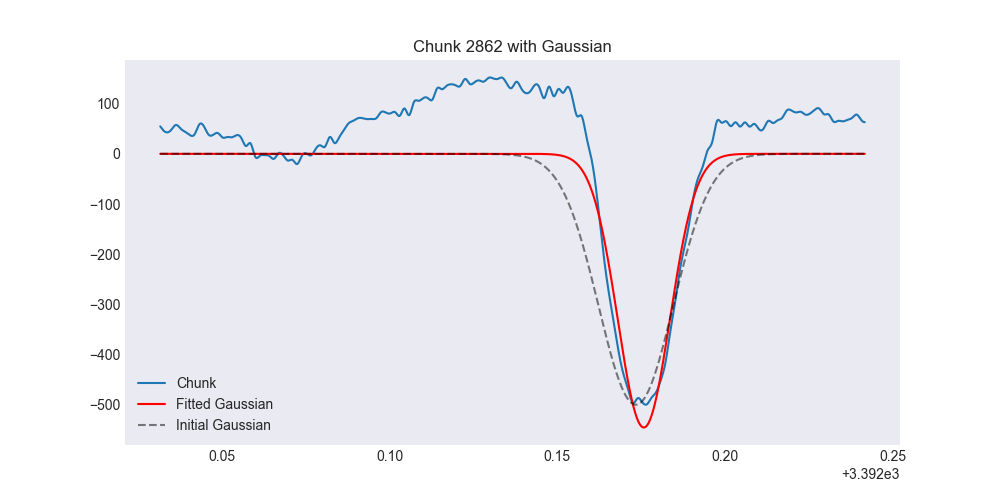 Chunk 2862 with Gaussian
100
0
−100
−200
−300
−400
−500
Chunk
Fitted Gaussian
Initial Gaussian
0.05 0.10 0.15 0.20 0.25
+3.392e3